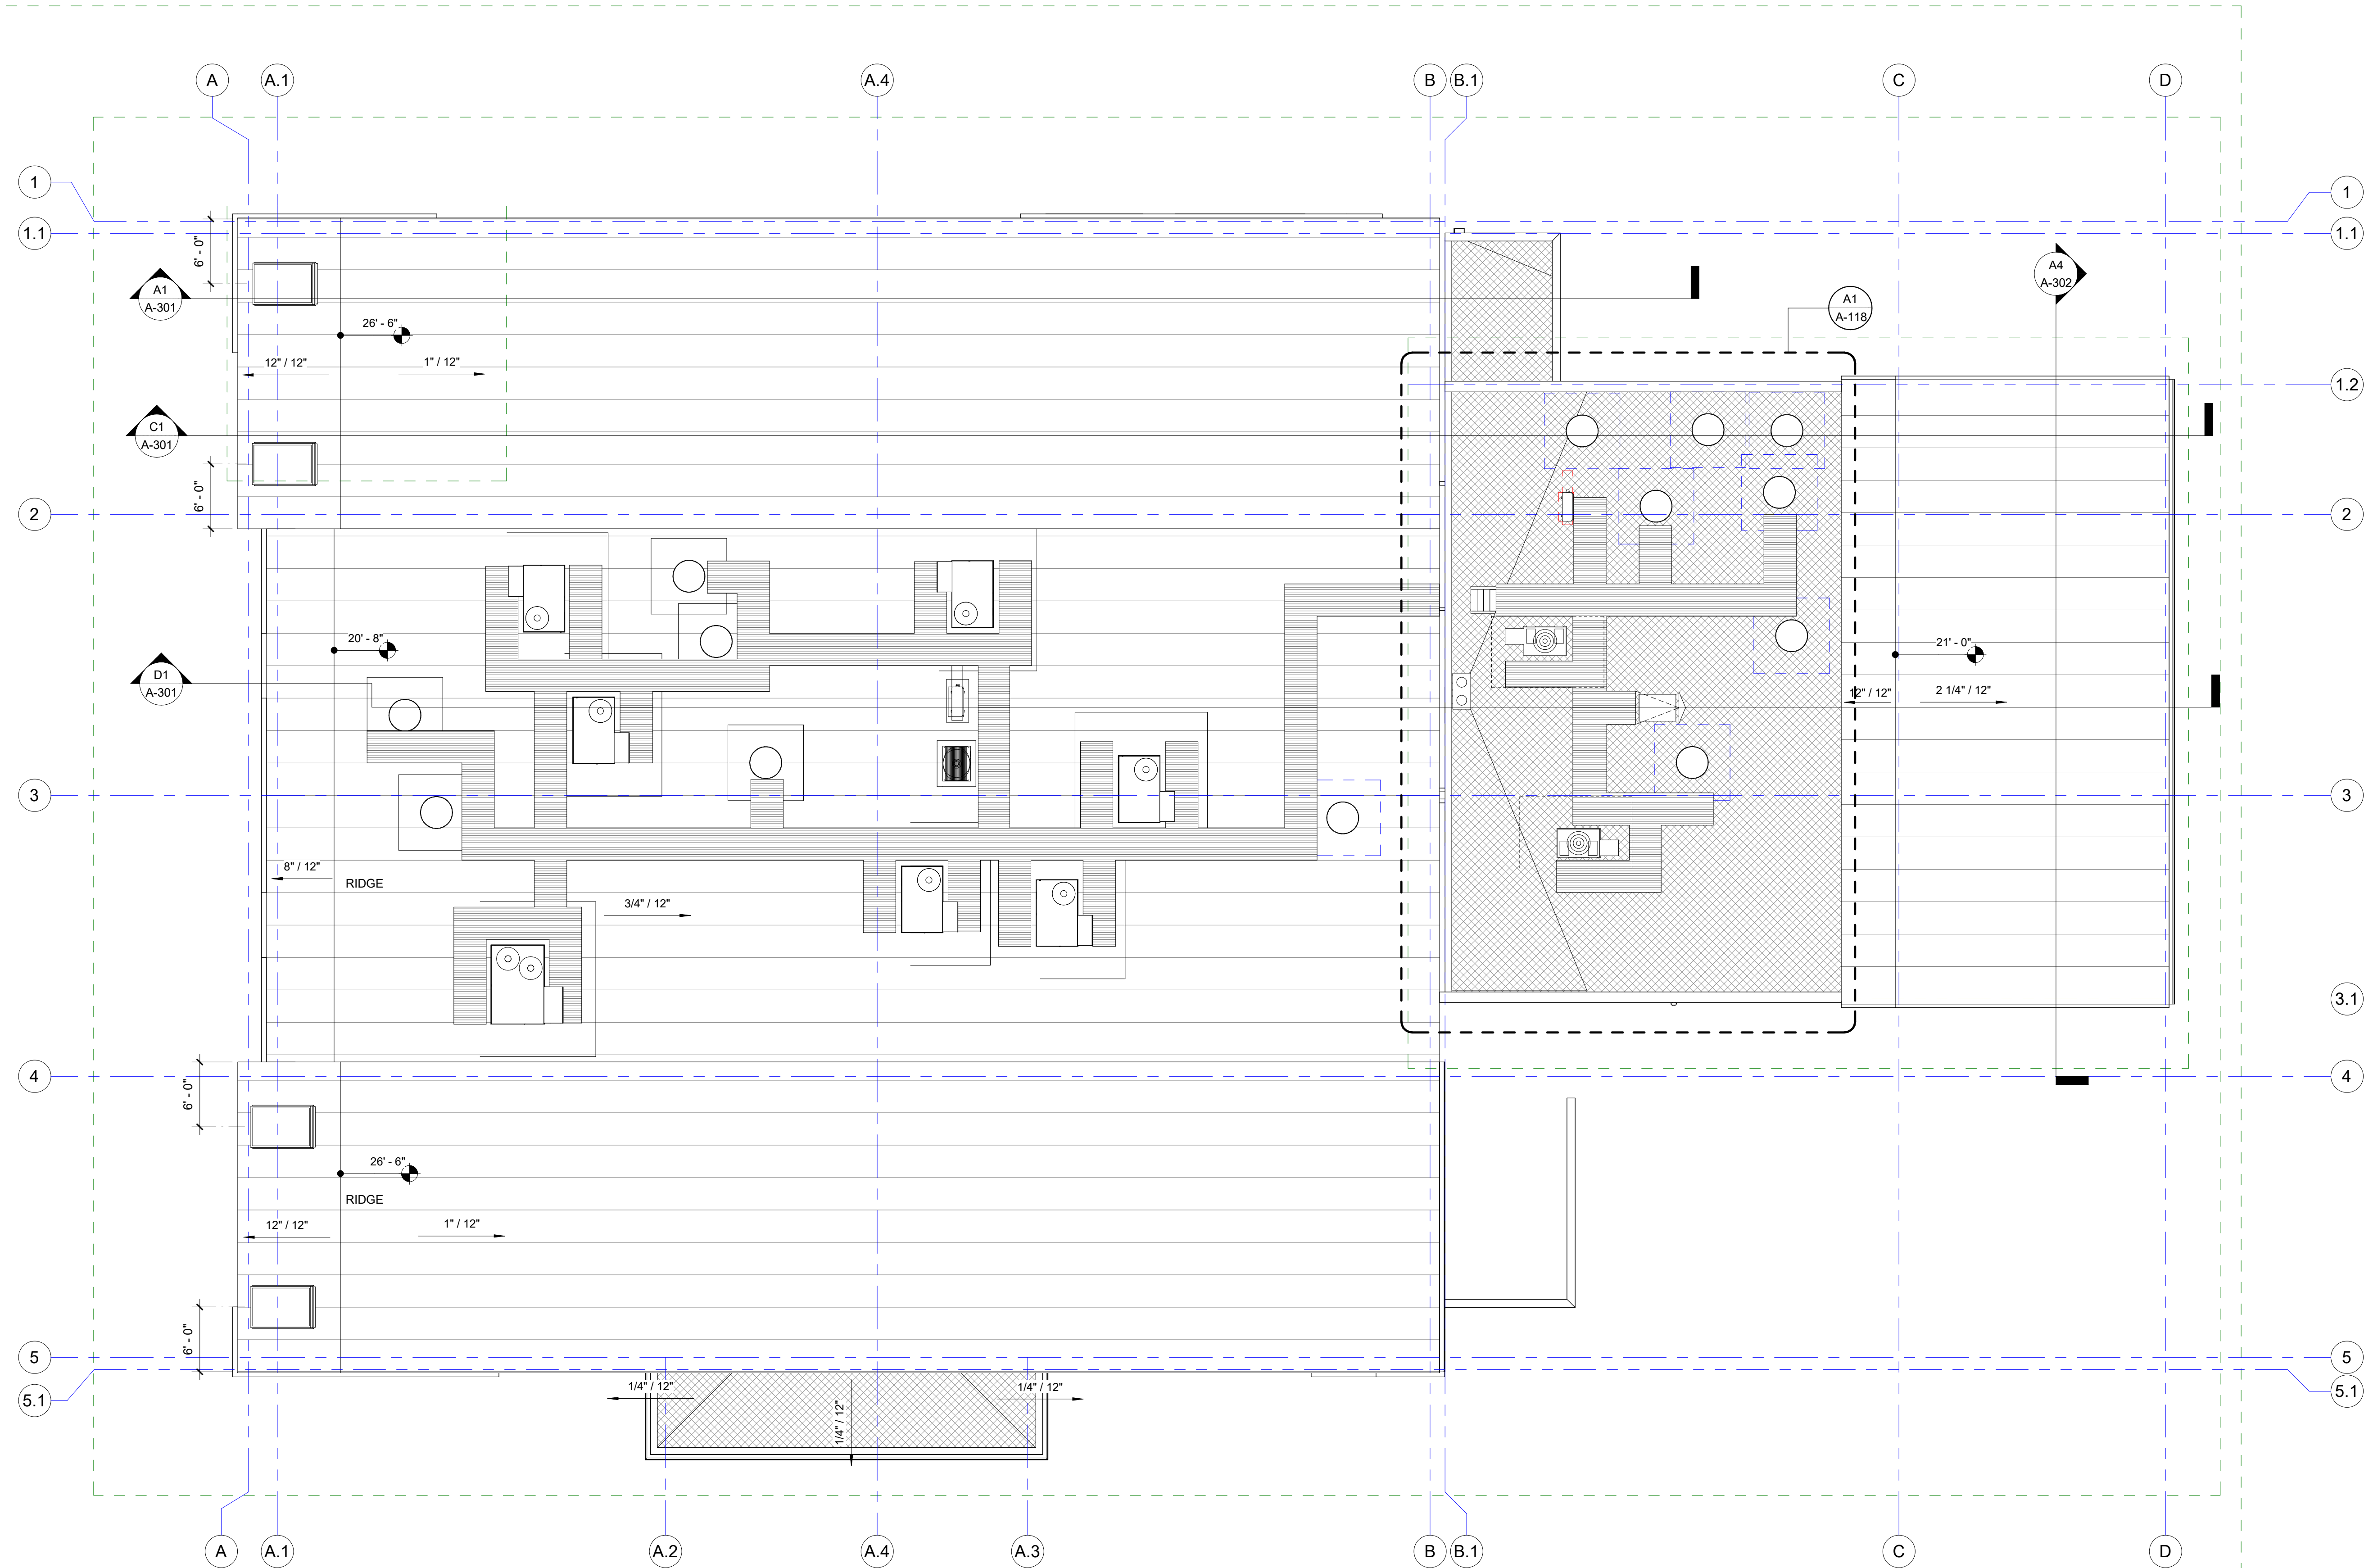 A
A.1
A.4
B
B.1
C
D
1
1
1.1
1.1
6' - 0"
A1
A-301
A4
A-302
A1
A-118
26' - 6"
12" / 12"
1" / 12"
1.2
C1
A-301
6' - 0"
2
2
20' - 8"
21' - 0"
D1
A-301
12" / 12"
2 1/4" / 12"
3
3
8" / 12"
RIDGE
3/4" / 12"
3.1
4
4
6' - 0"
26' - 6"
RIDGE
12" / 12"
1" / 12"
6' - 0"
5
5
5.1
5.1
1/4" / 12"
1/4" / 12"
1/4" / 12"
A
A.1
A.2
A.4
A.3
B
B.1
C
D